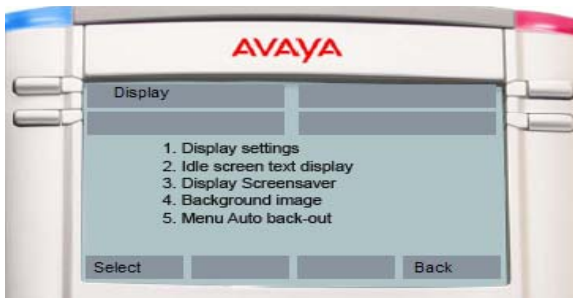 AVAYA
Display
1. Display settings
2. Idle screen text display
3. Display Screensaver
4. Background image
5. Menu Auto back-out
Select Back